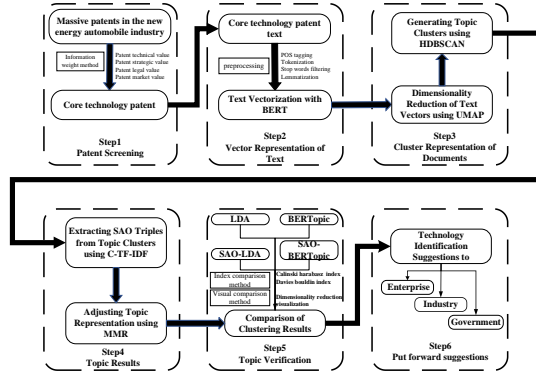 Massive patents in the new
energy automobile industry
Information
weight method
Patent technical value
Patent strategic value
Patent legal value
Patent market value
Core technology patent
Step1
Patent Screening
Core technology patent
text
preprocessing
POS tagging
Tokenization
Stop words filtering
Lemmatization
Text Vectorization with
BERT
Step2
Vector Representation of
Text
Generating Topic
Clusters using
HDBSCAN
Dimensionality
Reduction of Text
Vectors using UMAP
Step3
Cluster Representation of
Documents
Extracting SAO Triples
from Topic Clusters
using C-TF-IDF
Adjusting Topic
Representation using
MMR
Step4
Topic Results
LDA
BERTopic
SAO-LDA
SAO-
BERTopic
Index comparison
method
Calinski harabasz index
Davies bouldin index
Visual comparison
method
Dimensionality reduction
visualization
Comparison of
Clustering Results
Step5
Topic Verification
Technology
Identification
Suggestions to
Enterprise
Industry
Government
Step6
Put forward suggestions